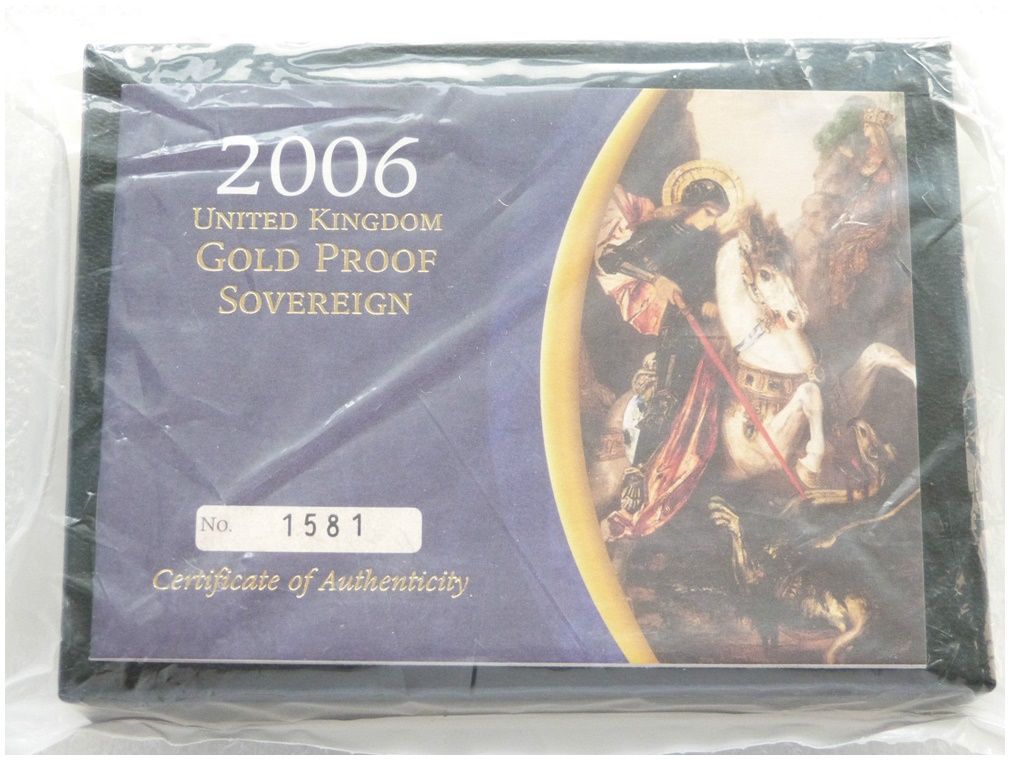 2006
UNITED KINGDOM
GOLD PROOF
SOVEREIGN
No. 1581
Certificate of Authenticity